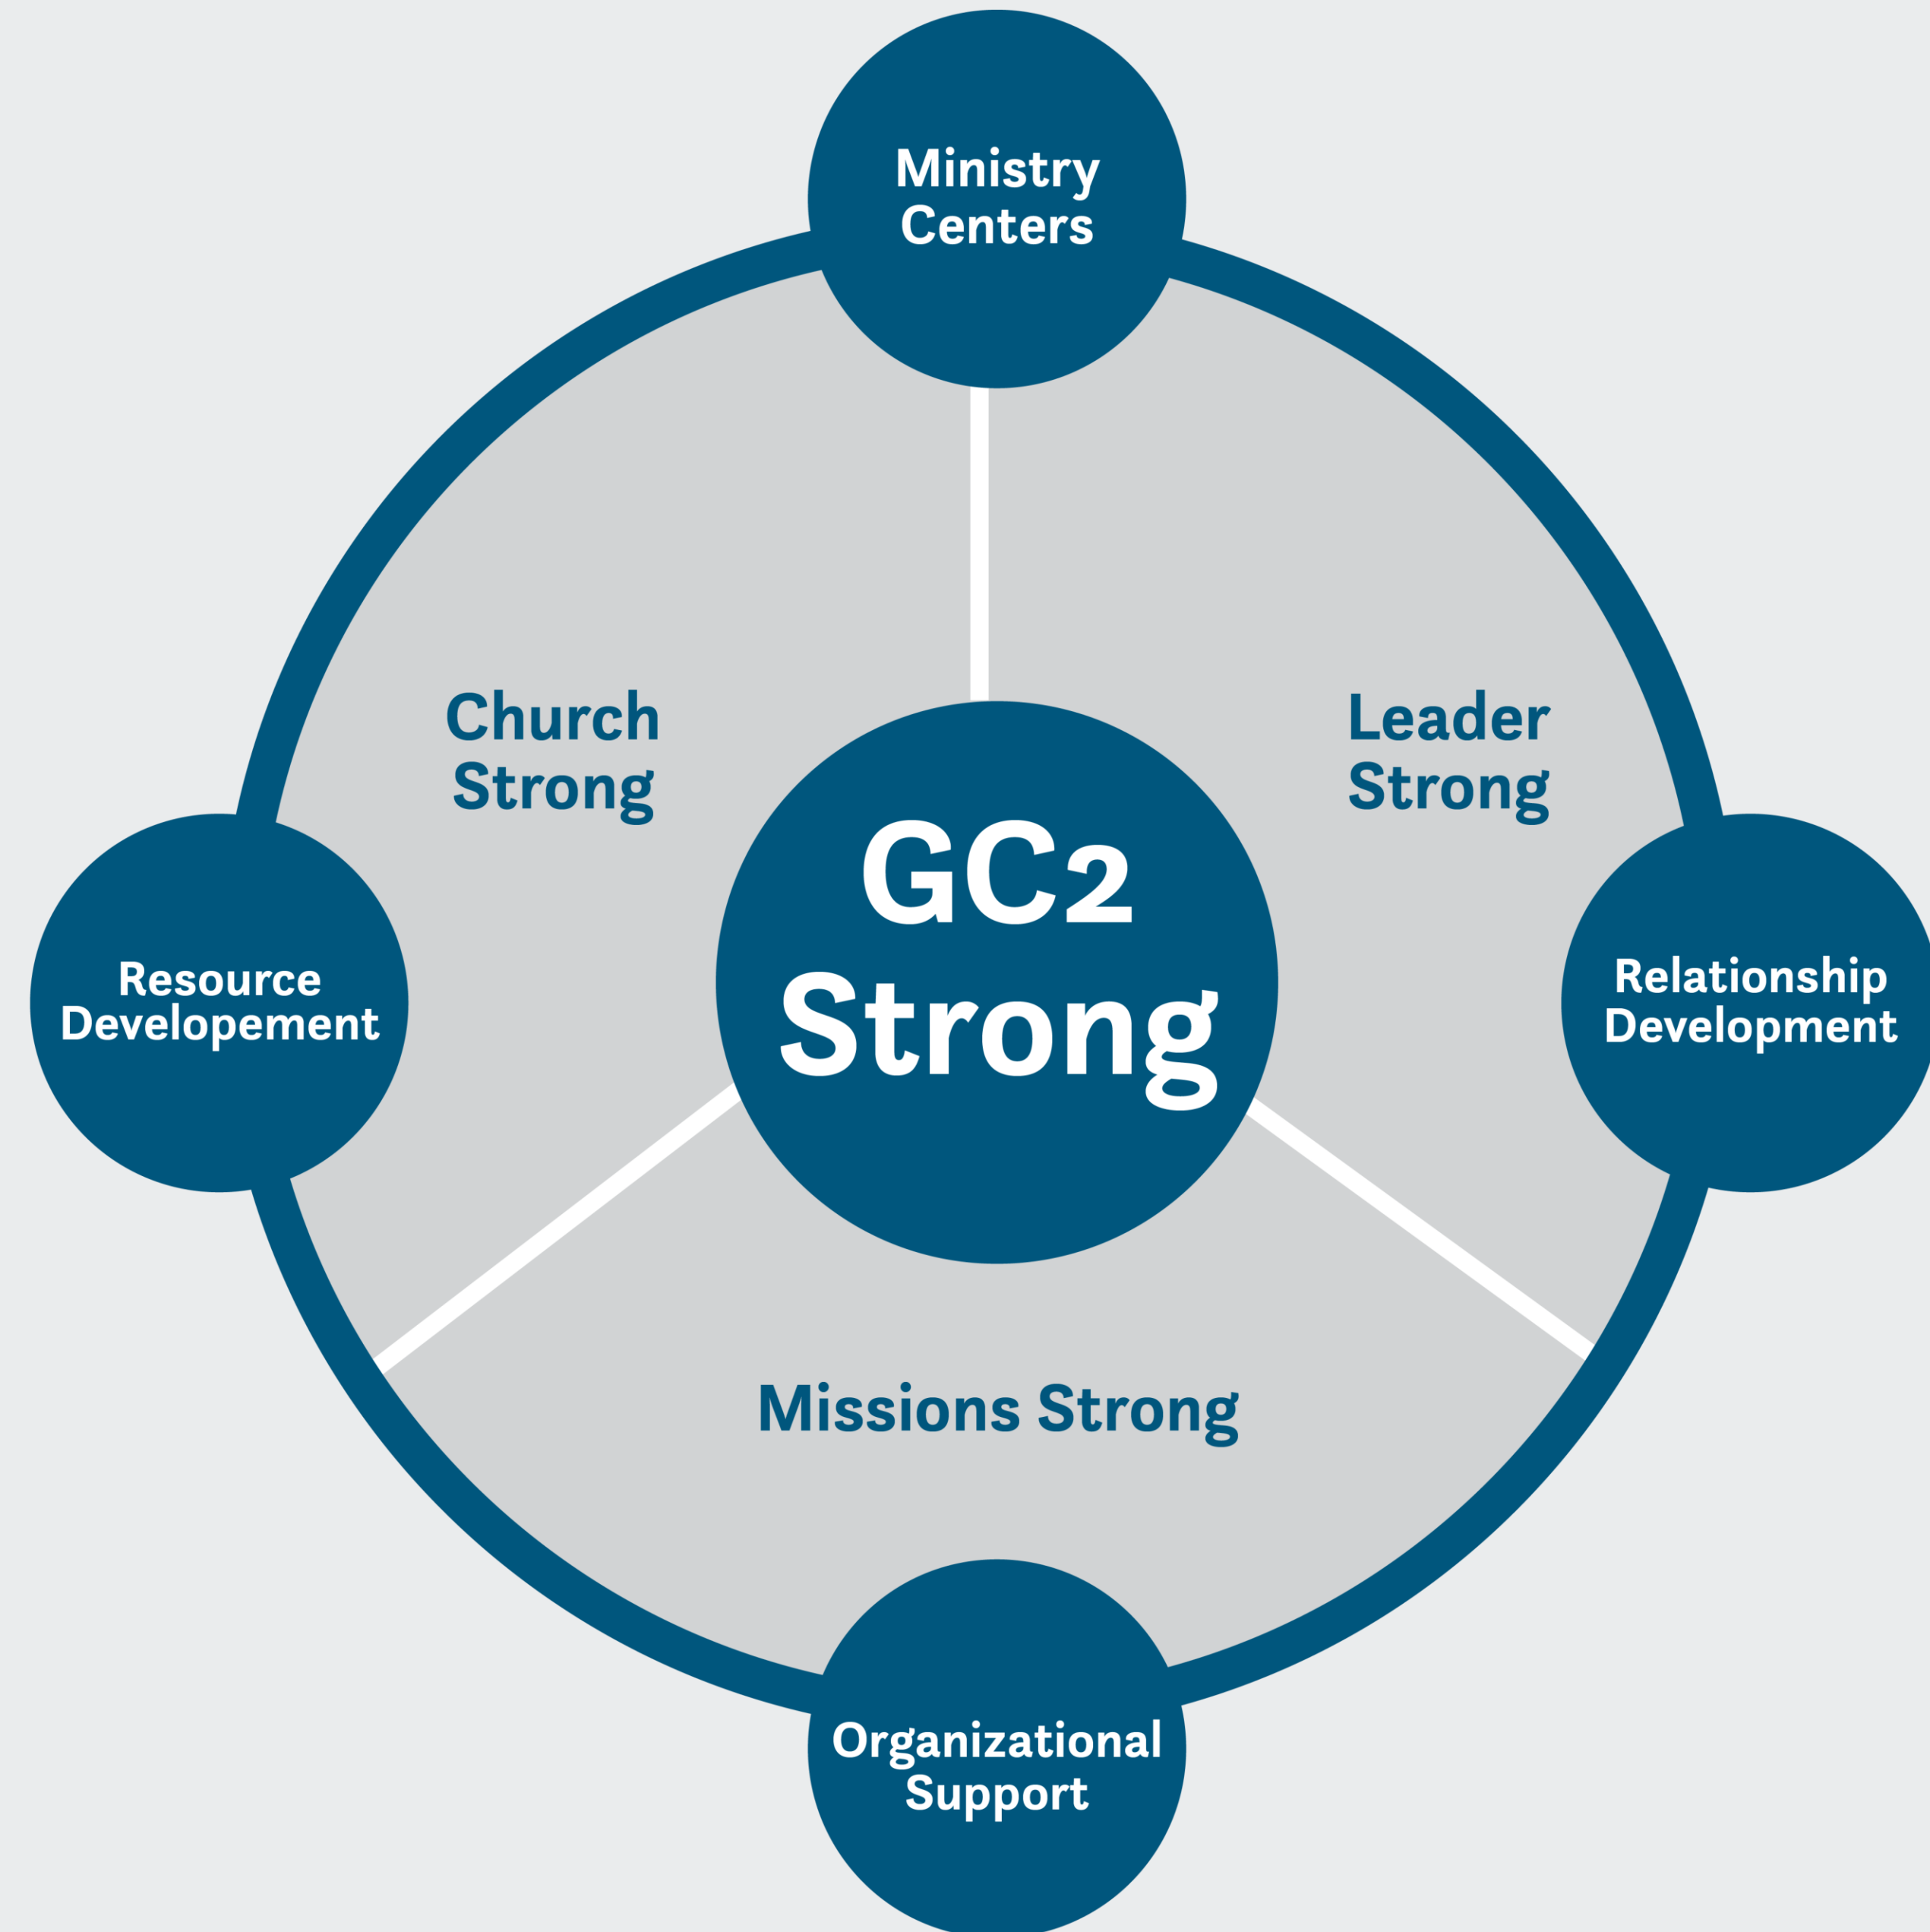 Ministry
Centers
Church
Strong
Leader
Strong
GC2
Strong
Resource
Developement
Relationship
Development
Missions Strong
Organizational
Support